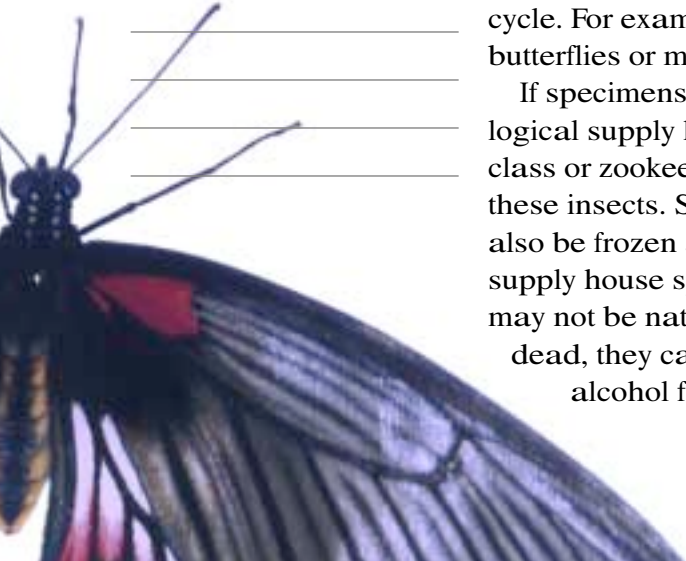 cycle. For exam
butterflies or m
If specimens
logical supply
class or zookee
these insects. S
also be frozen
supply house s
may not be nat
dead, they ca
alcohol f